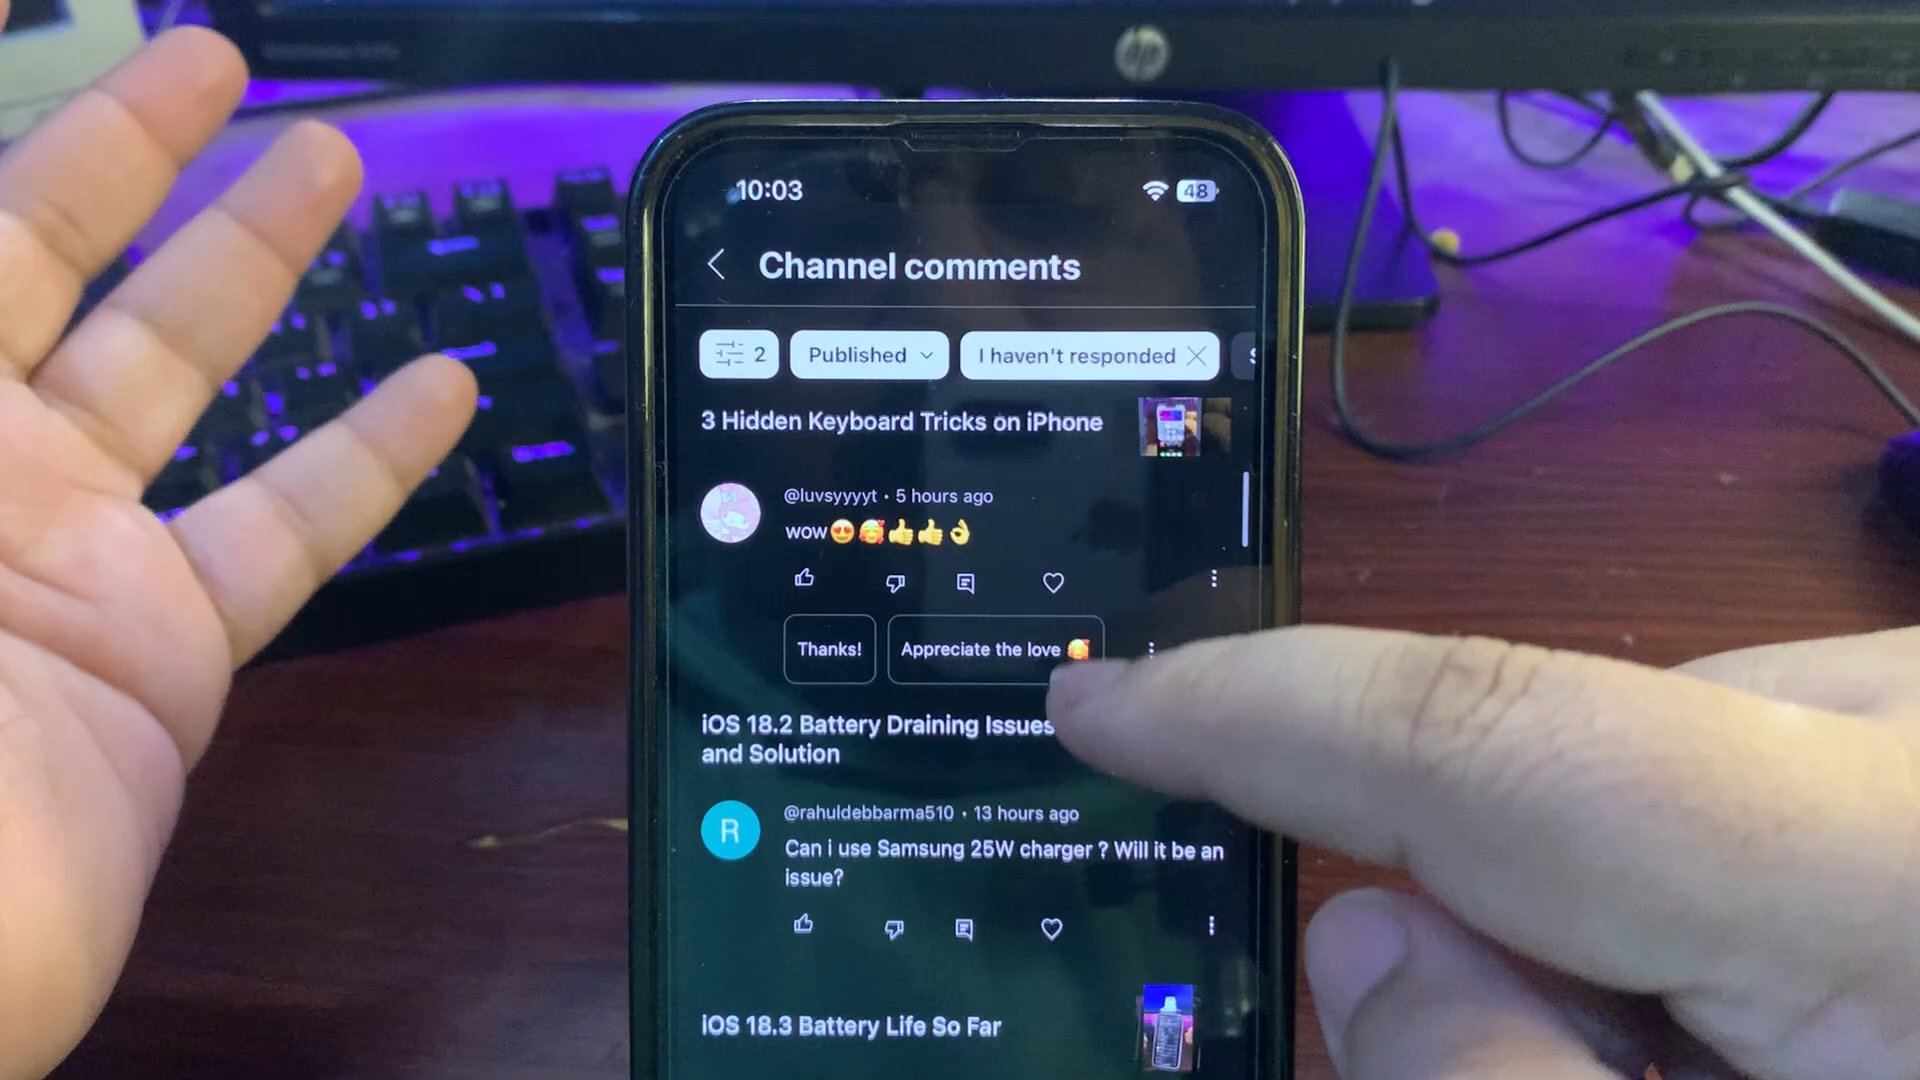 hp
10:03
48
Channel comments
2
Published
I haven't responded
3 Hidden Keyboard Tricks on iPhone
@luvsyyyyt • 5 hours ago
wow😍🥰👍👍👌
Thanks!
Appreciate the love 🥰
iOS 18.2 Battery Draining Issues
and Solution
R
@rahuldebbarma510 • 13 hours ago
Can i use Samsung 25W charger ? Will it be an
issue?
iOS 18.3 Battery Life So Far